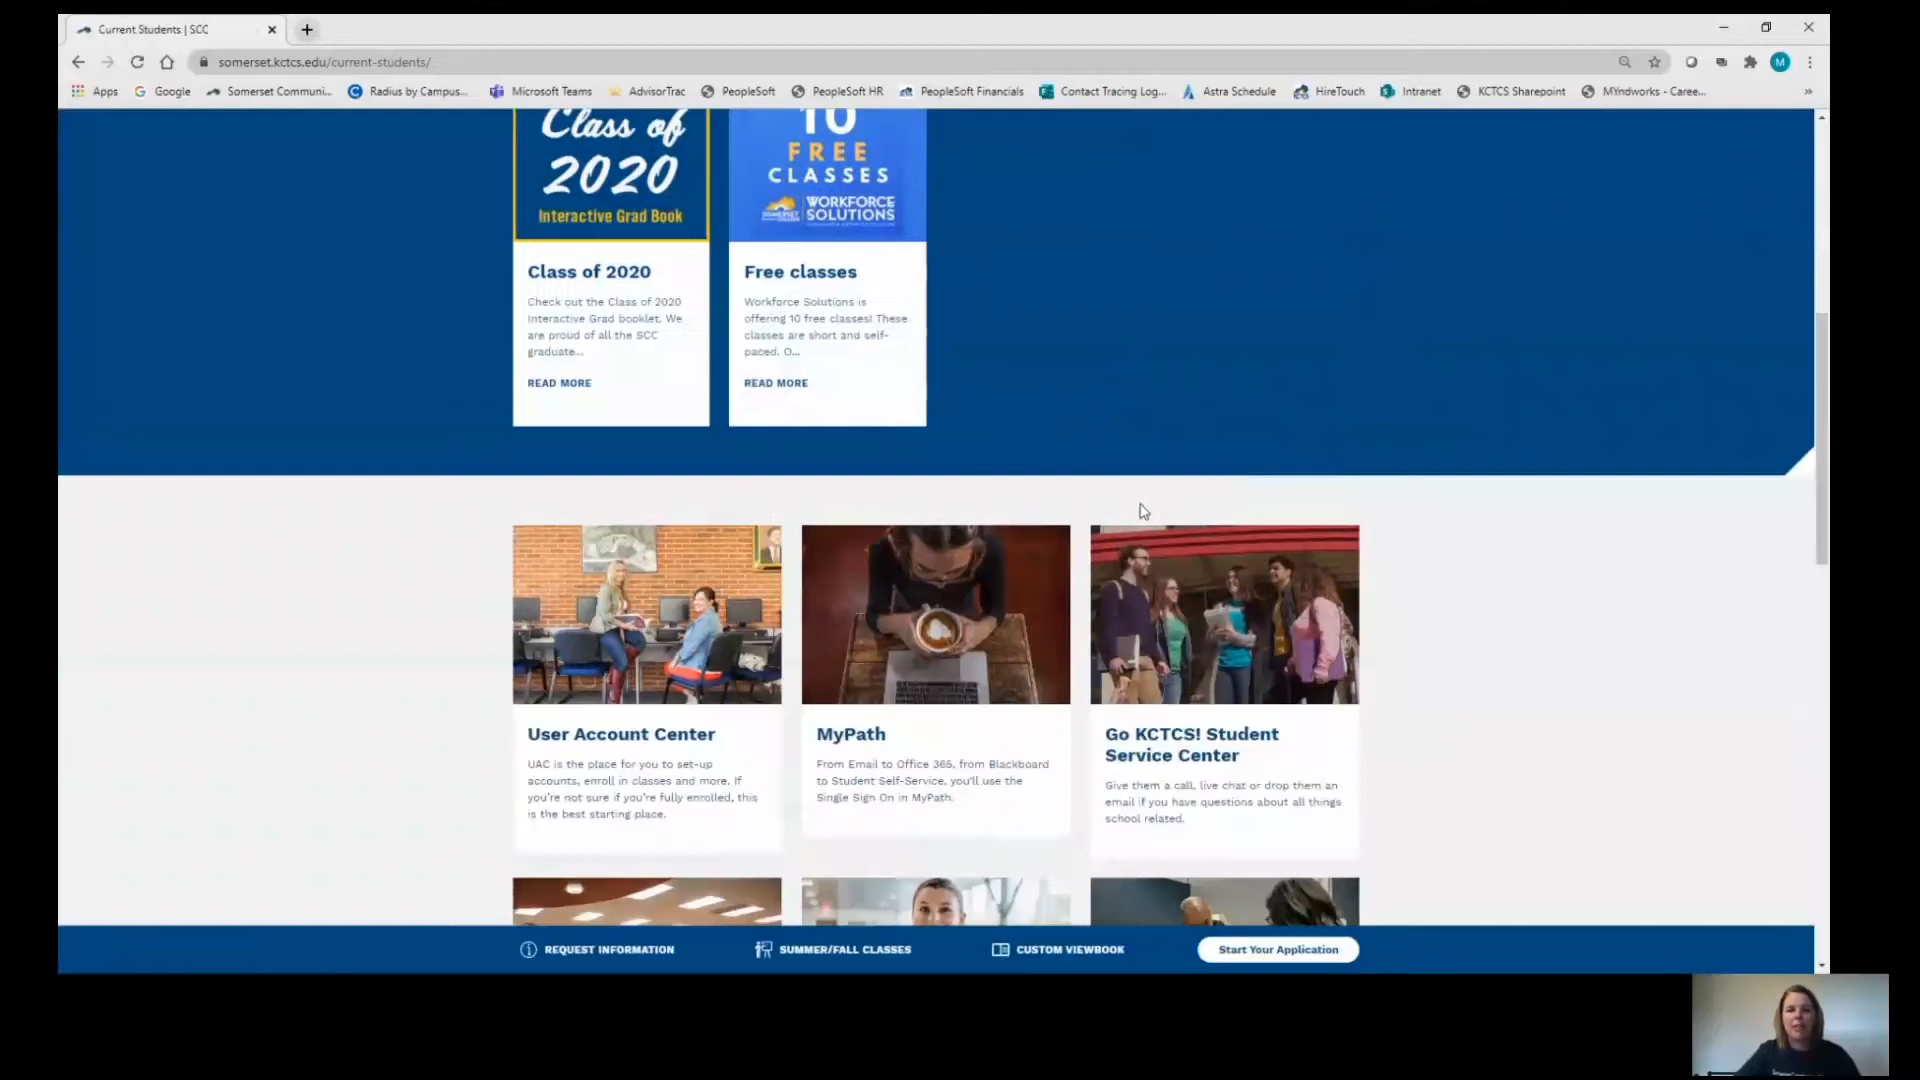 Current Students | SCC
somerset.kctcs.edu/current-students/
M
Apps
Google
Somerset Communi...
Radius by Campus...
Microsoft Teams
AdvisorTrac
PeopleSoft
PeopleSoft HR
PeopleSoft Financials
Contact Tracing Log...
Astra Schedule
HireTouch
Intranet
KCTCS Sharepoint
MYndworks - Caree...
»
Class of
2020
Interactive Grad Book
10
FREE
CLASSES
SOMERSET
WORKFORCE
SOLUTIONS
Class of 2020
Check out the Class of 2020
Interactive Grad booklet. We
are proud of all the SCC
graduate...
READ MORE
Free classes
Workforce Solutions is
offering 10 free classes! These
classes are short and self-
paced. O...
READ MORE
User Account Center
UAC is the place for you to set-up
accounts, enroll in classes and more. If
you're not sure if you're fully enrolled, this
is the best starting place.
MyPath
From Email to Office 365, from Blackboard
to Student Self-Service, you'll use the
Single Sign On in MyPath.
Go KCTCS! Student
Service Center
Give them a call, live chat or drop them an
email if you have questions about all things
school related.
REQUEST INFORMATION
SUMMER/FALL CLASSES
CUSTOM VIEWBOOK
Start Your Application